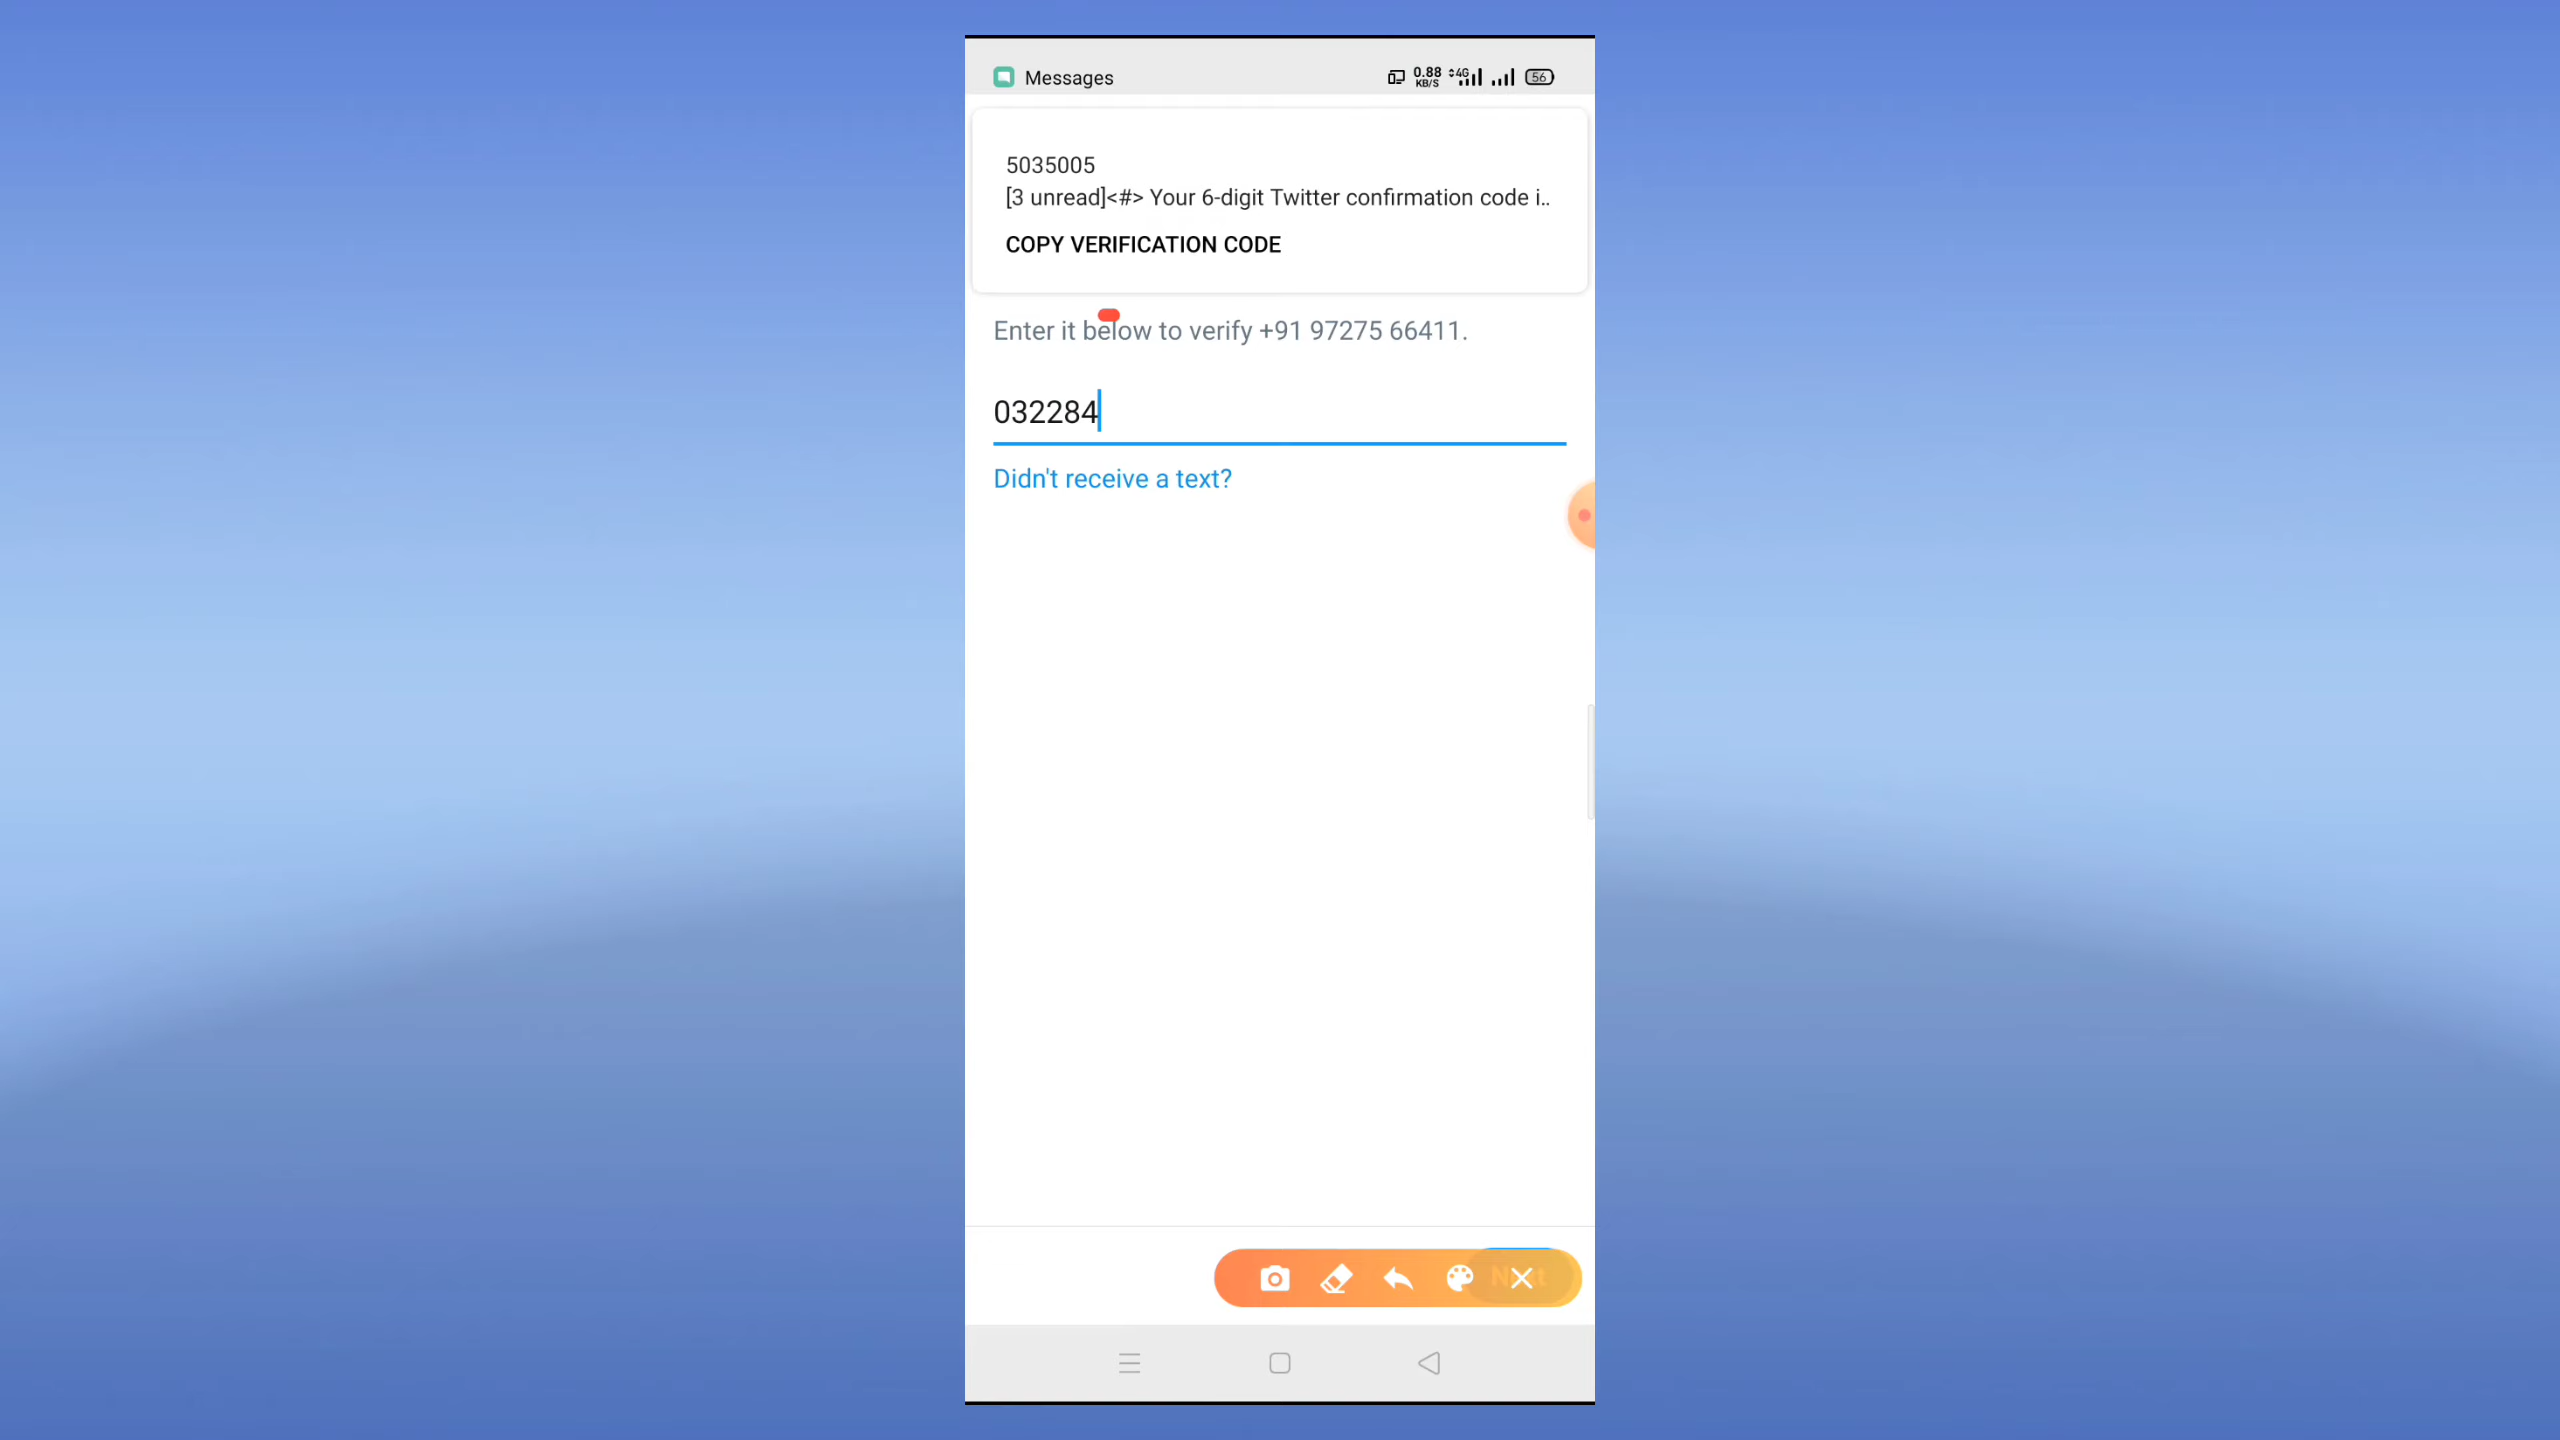 Messages
0.88 KB/S 4G 56
5035005
[3 unread]<#> Your 6-digit Twitter confirmation code i..
COPY VERIFICATION CODE
Enter it below to verify +91 97275 66411.
032284
Didn't receive a text?